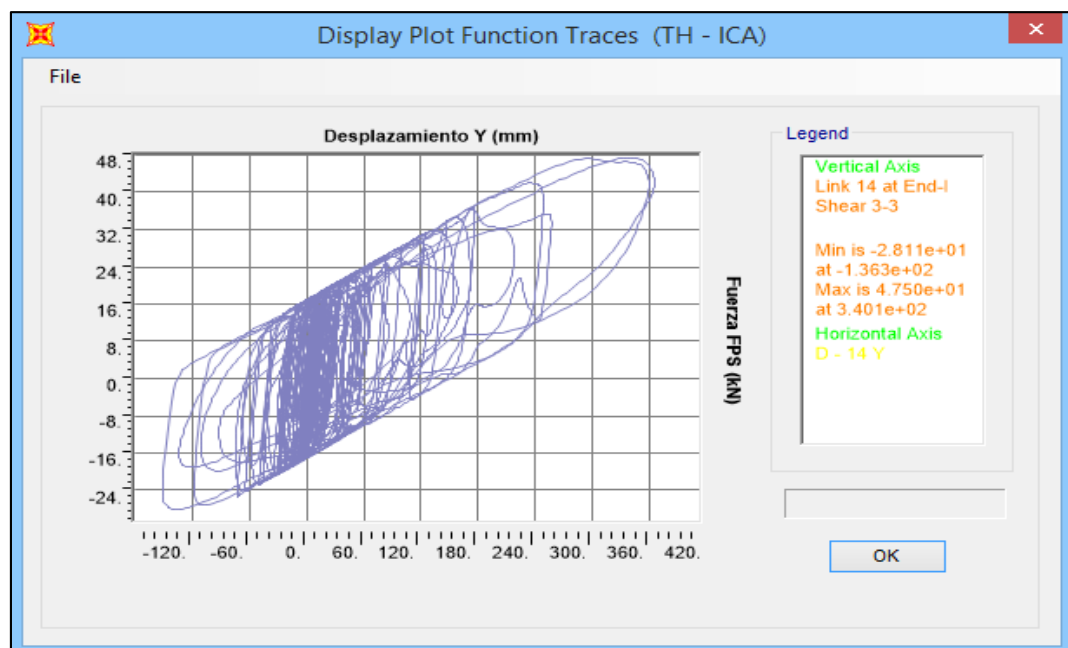 Display Plot Function Traces (TH - ICA)
File
Desplazamiento Y (mm)
48.
40.
32.
24.
16.
8.
0.
-8.
-16.
-24.
-120. -60. 0. 60. 120. 180. 240. 300. 360. 420.
Fuerza FPS (kN)
Legend
Vertical Axis
Link 14 at End-I
Shear 3-3
Min is -2.811e+01
at -1.363e+02
Max is 4.750e+01
at 3.401e+02
Horizontal Axis
D - 14 Y
OK